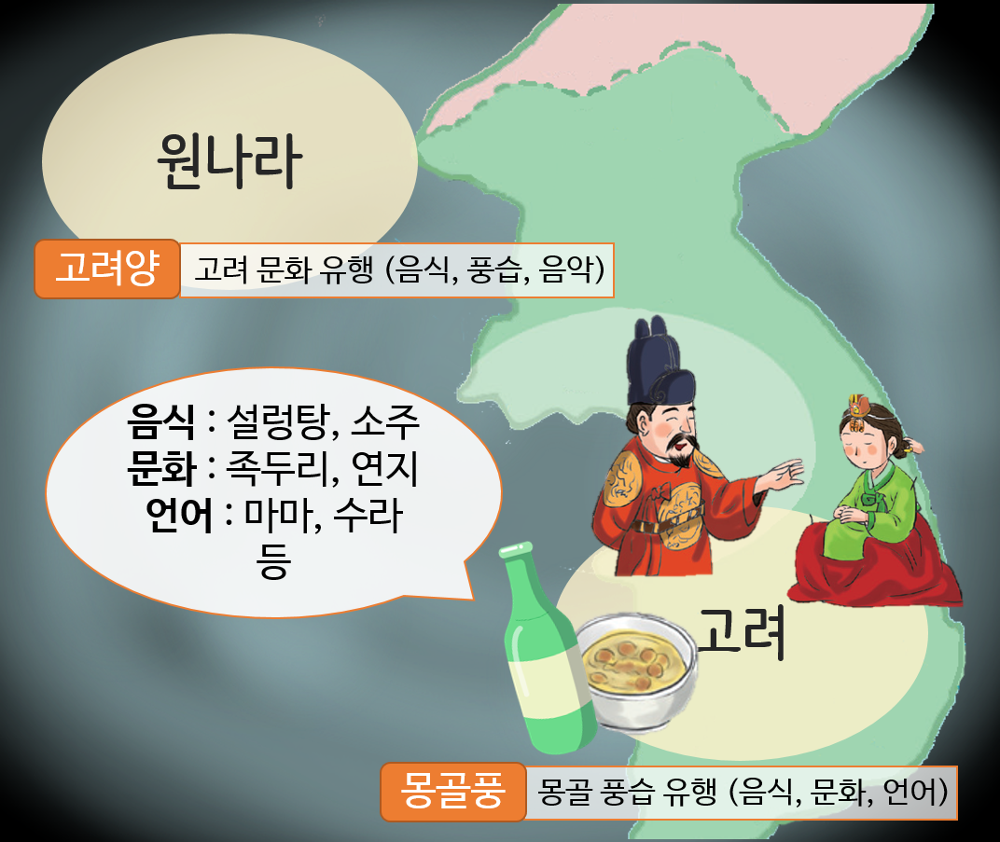 원나라
고려양
고려 문화 유행 (음식, 풍습, 음악)
음식 : 설렁탕, 소주
문화 : 족두리, 연지
언어 : 마마, 수라
등
고려
몽골풍
몽골 풍습 유행 (음식, 문화, 언어)